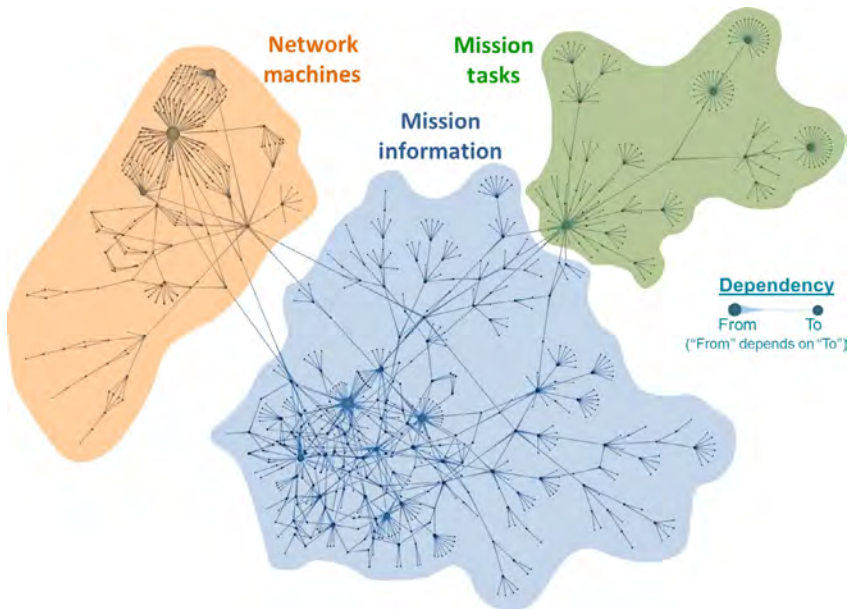 Network
machines
Mission
tasks
Mission
information
Dependency
From To
("From" depends on "To")